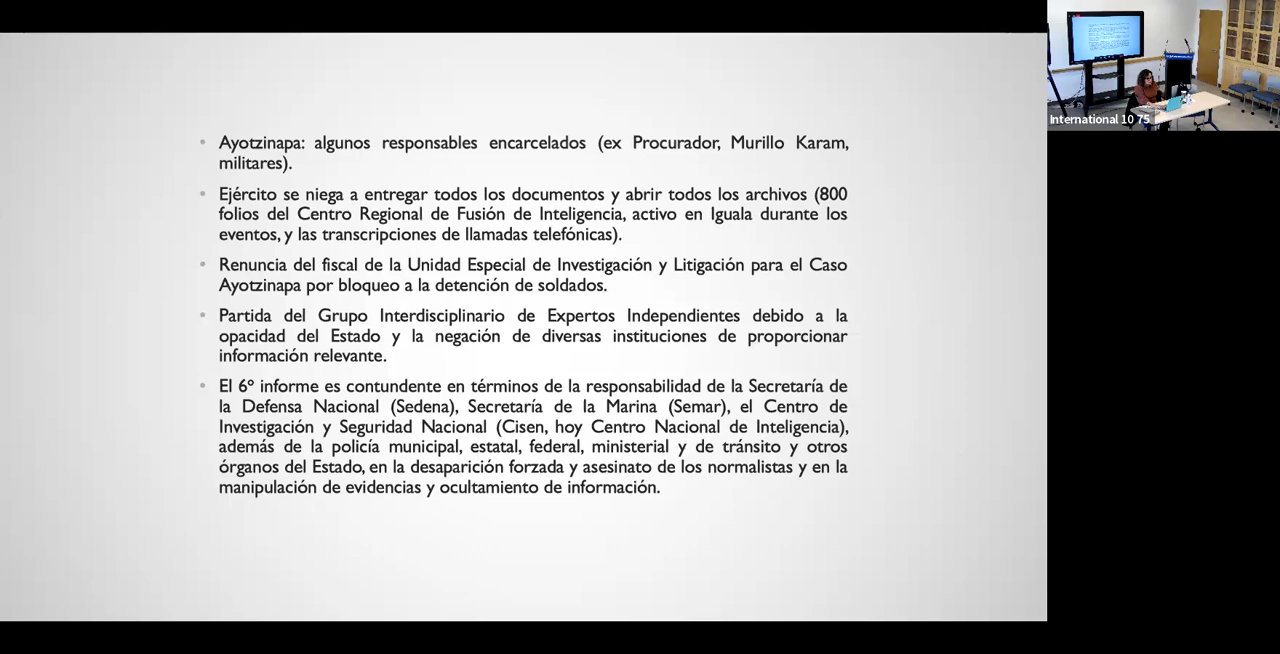 Ayotzinapa: algunos responsables encarcelados (ex Procurador, Murillo Karam,
militares).
Ejército se niega a entregar todos los documentos y abrir todos los archivos (800
folios del Centro Regional de Fusión de Inteligencia, activo en Iguala durante los
eventos, y las transcripciones de llamadas telefónicas).
Renuncia del fiscal de la Unidad Especial de Investigación y Litigación para el Caso
Ayotzinapa por bloqueo a la detención de soldados.
Partida del Grupo Interdisciplinario de Expertos Independientes debido a la
opacidad del Estado y la negación de diversas instituciones de proporcionar
información relevante.
El 6º informe es contundente en términos de la responsabilidad de la Secretaría de
la Defensa Nacional (Sedena), Secretaría de la Marina (Semar), el Centro de
Investigación y Seguridad Nacional (Cisen, hoy Centro Nacional de Inteligencia),
además de la policía municipal, estatal, federal, ministerial y de tránsito y otros
órganos del Estado, en la desaparición forzada y asesinato de los normalistas y en la
manipulación de evidencias y ocultamiento de información.
International 10 75